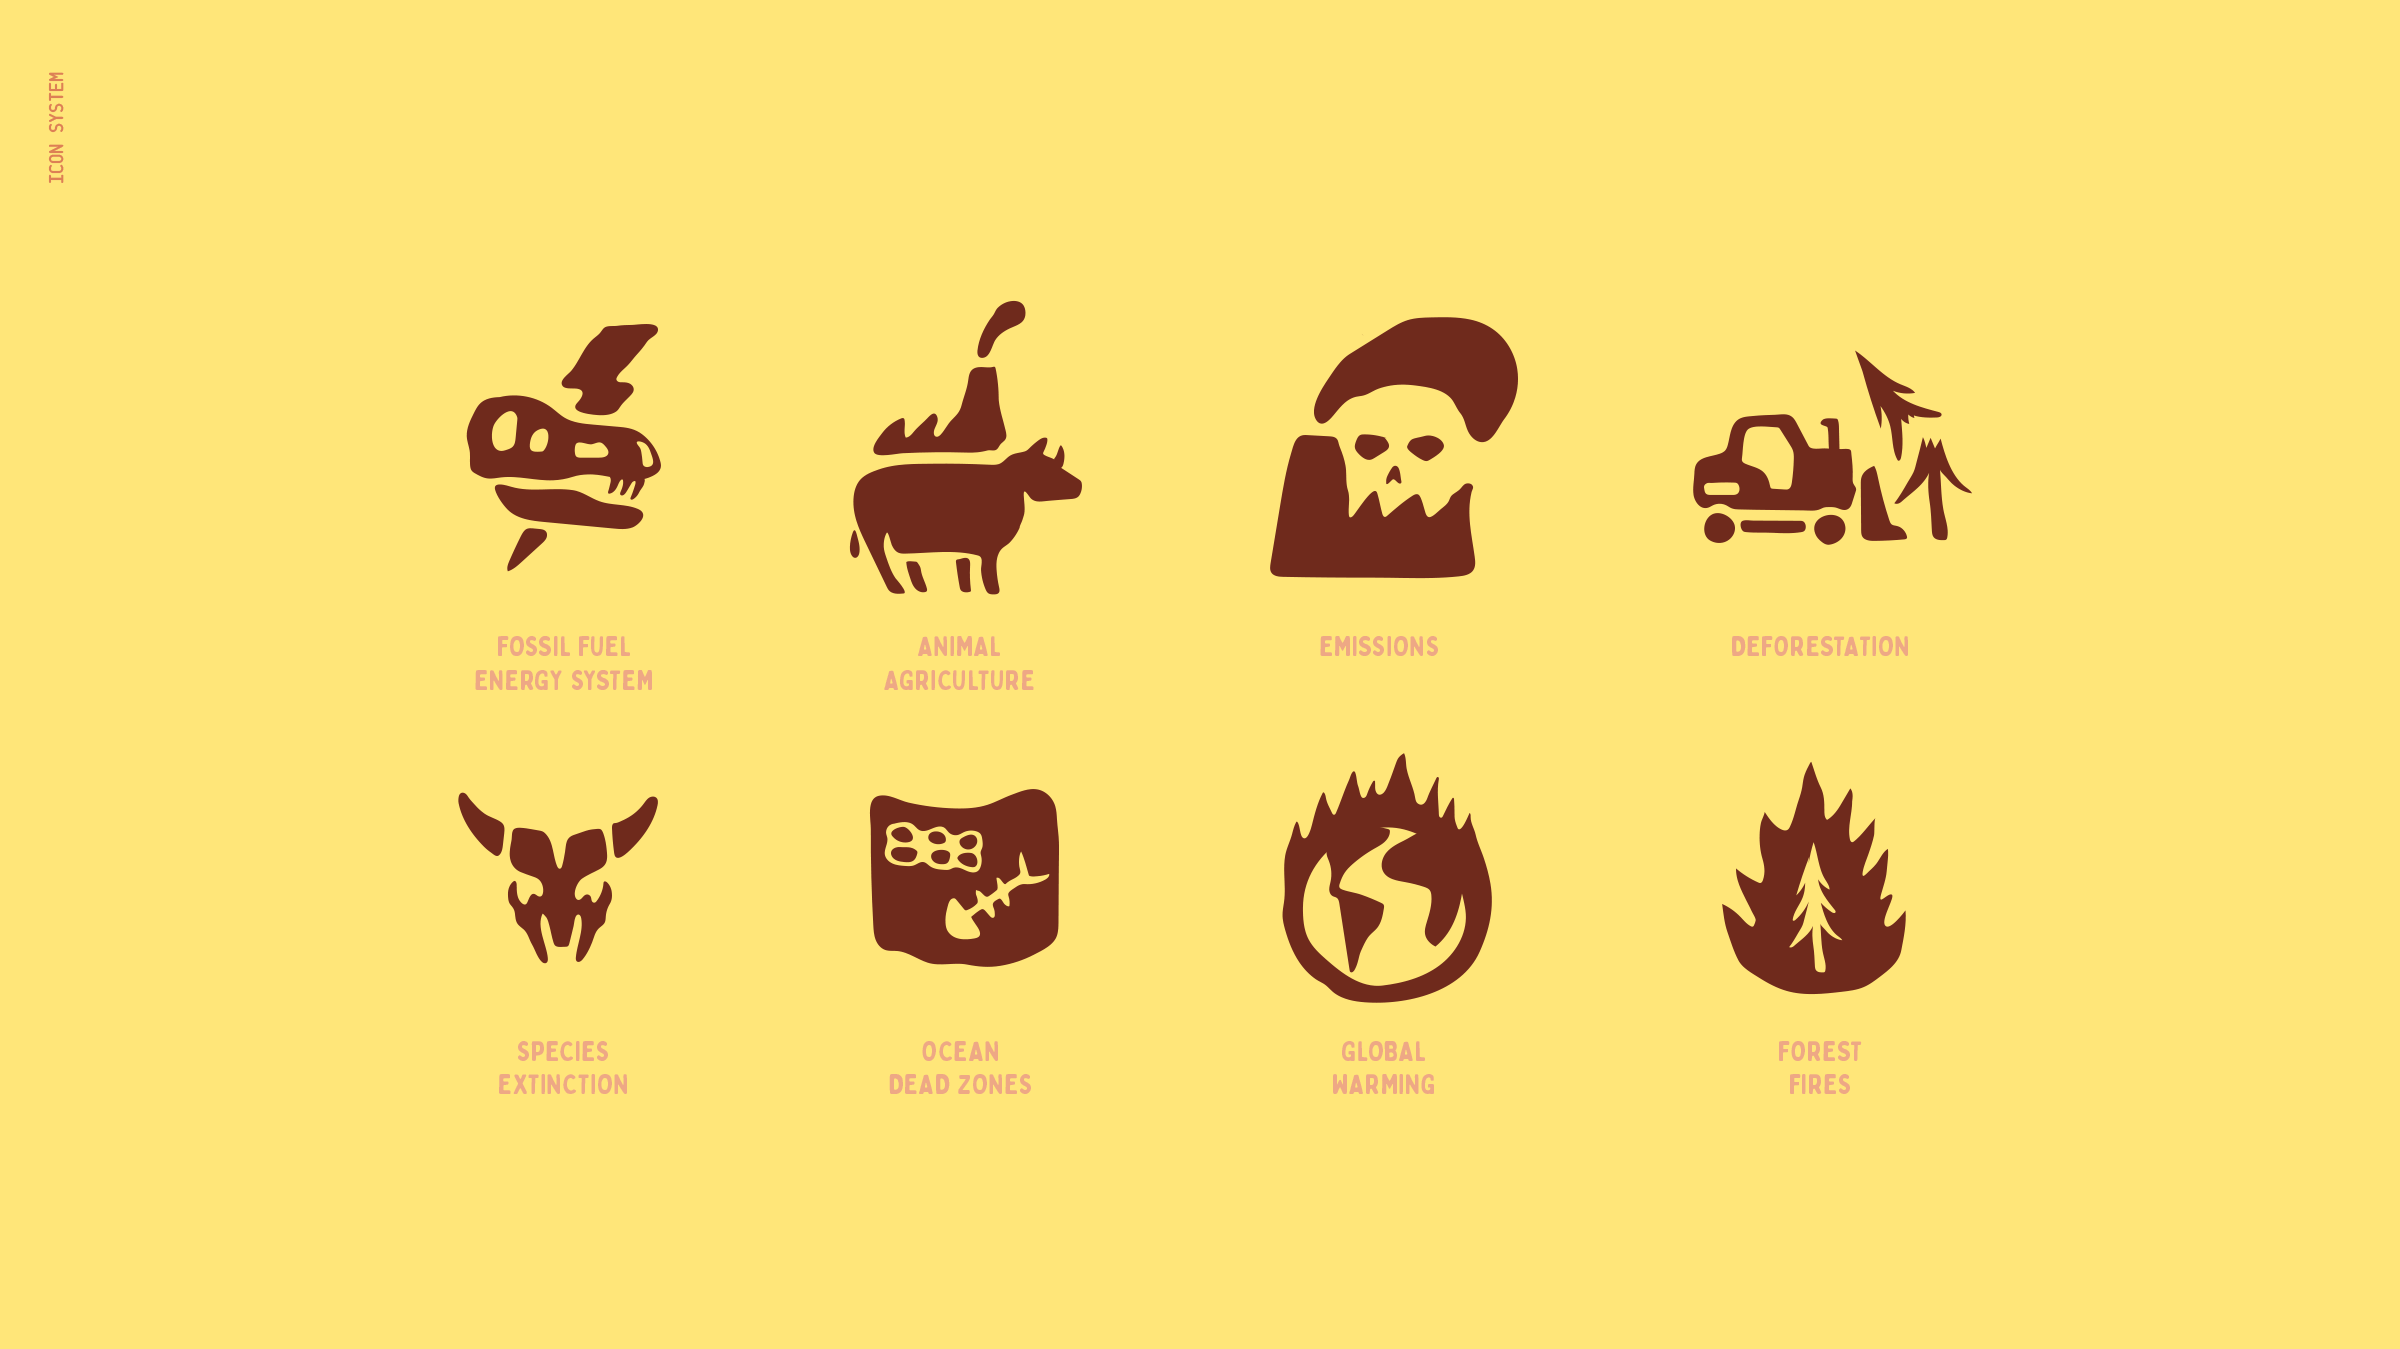 ICON SYSTEM
FOSSIL FUEL
ENERGY SYSTEM
ANIMAL
AGRICULTURE
EMISSIONS
DEFORESTATION
SPECIES
EXTINCTION
OCEAN
DEAD ZONES
GLOBAL
WARMING
FOREST
FIRES